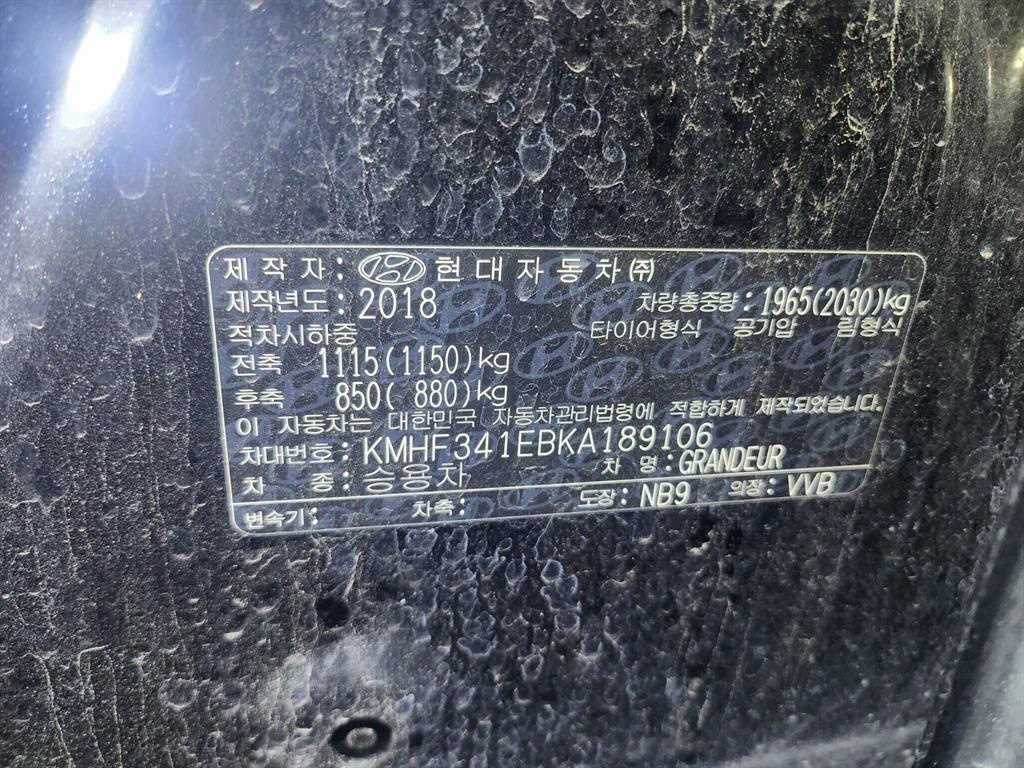 제 작 자 : 현대자동차㈜
제작년도 : 2018 차량총중량 : 1965(2030)kg
적차시하중 타이어형식 공기압 림형식
전축 1115(1150)kg
후축 850( 880)kg
이 자동차는 대한민국 자동차관리법령에 적합하게 제작되었습니다.
차대번호 : KMHF341EBKA189106
차 종 : 승용차 차 명 : GRANDEUR
변속기 : 차축 : 도장 : NB9 의장 : VVB